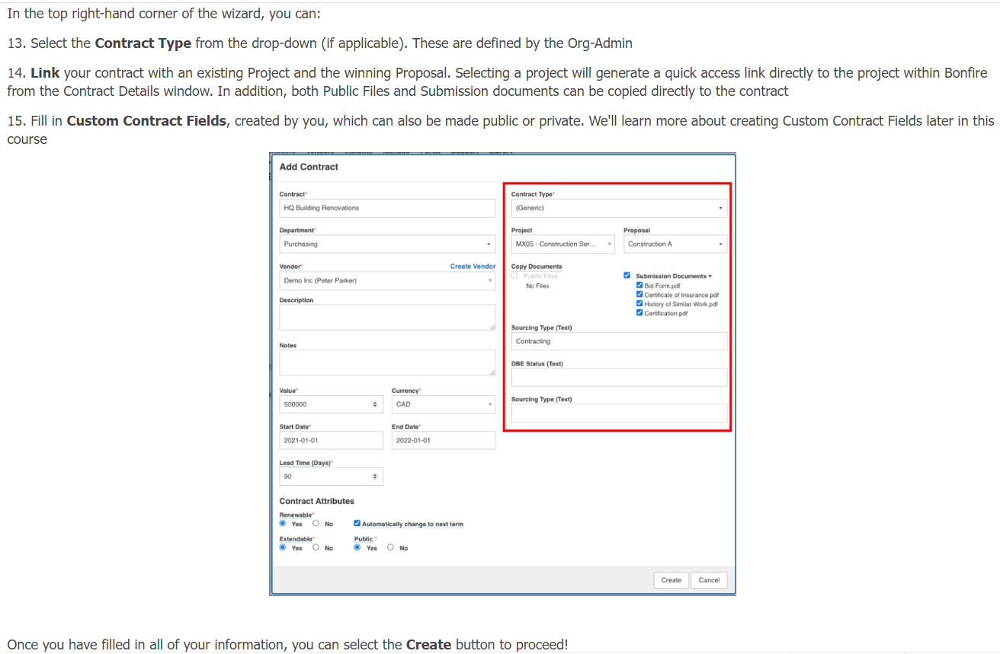 In the top right-hand corner of the wizard, you can:
13. Select the Contract Type from the drop-down (if applicable). These are defined by the Org-Admin
14. Link your contract with an existing Project and the winning Proposal. Selecting a project will generate a quick access link directly to the project within Bonfire
from the Contract Details window. In addition, both Public Files and Submission documents can be copied directly to the contract
15. Fill in Custom Contract Fields, created by you, which can also be made public or private. We'll learn more about creating Custom Contract Fields later in this
course
Add Contract
Contract*
HQ Building Renovations
Department*
Purchasing
Vendor* Create Vendor
Demo Inc (Peter Parker)
Description
Notes
Value* Currency*
500000 CAD
Start Date* End Date*
2021-01-01 2022-01-01
Lead Time (Days)*
90
Contract Attributes
Renewable*
Yes No Automatically change to next term
Extendable* Public *
Yes No Yes No
Contract Type*
(Generic)
Project Proposal
MX05 - Construction Ser... Construction A
Copy Documents
Public Files Submission Documents
No Files Bid Form.pdf
Certificate of Insurance.pdf
History of Similar Work.pdf
Certification.pdf
Sourcing Type (Text)
Contracting
DBE Status (Text)
Sourcing Type (Text)
Create Cancel
Once you have filled in all of your information, you can select the Create button to proceed!